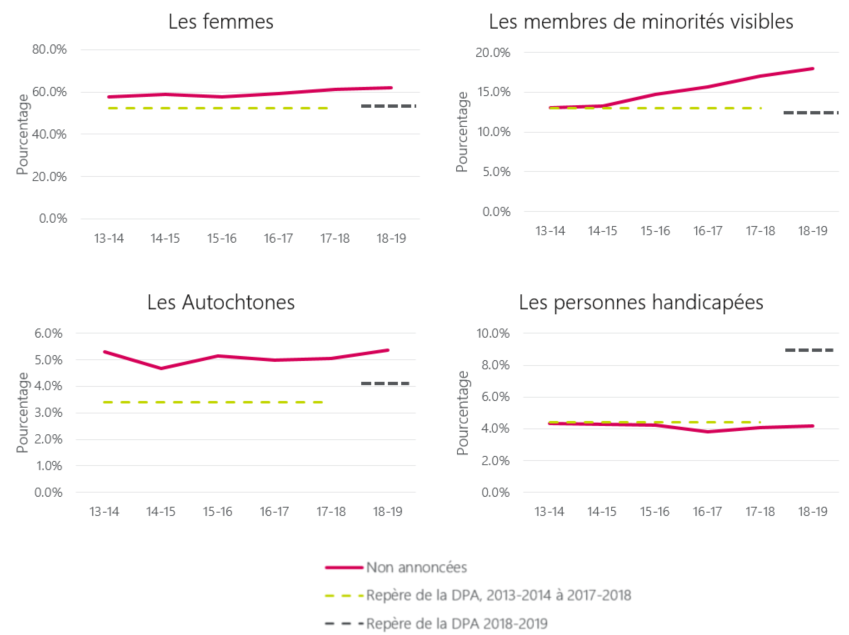 Les femmes
80.0%
60.0%
40.0%
20.0%
0.0%
Pourcentage
13-14 14-15 15-16 16-17 17-18 18-19
Les membres de minorités visibles
20.0%
15.0%
10.0%
5.0%
0.0%
Pourcentage
13-14 14-15 15-16 16-17 17-18 18-19
Les Autochtones
6.0%
5.0%
4.0%
3.0%
2.0%
1.0%
0.0%
Pourcentage
13-14 14-15 15-16 16-17 17-18 18-19
Les personnes handicapées
10.0%
8.0%
6.0%
4.0%
2.0%
0.0%
Pourcentage
13-14 14-15 15-16 16-17 17-18 18-19
Non annoncées
Repère de la DPA, 2013-2014 à 2017-2018
Repère de la DPA 2018-2019